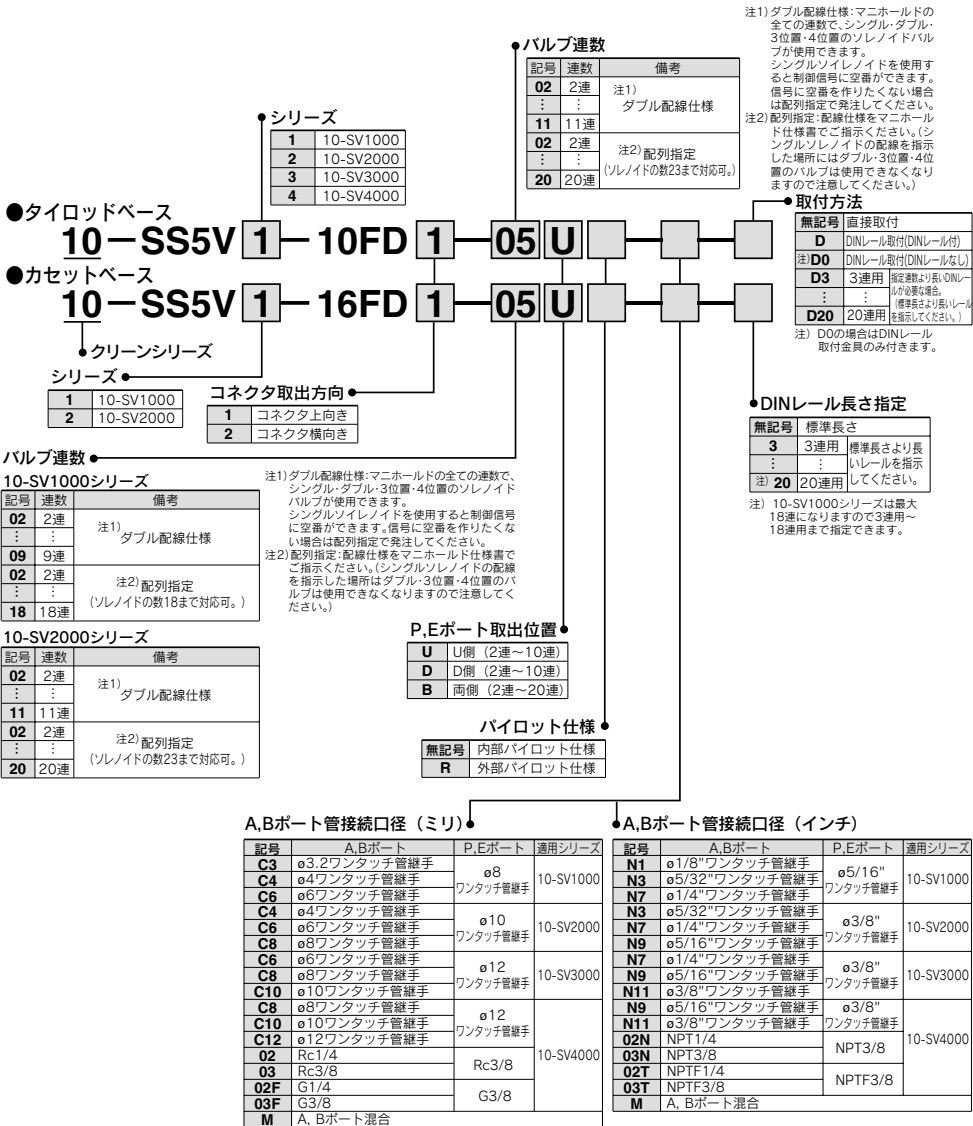 注1)ダブル配線仕様:マニホールドの
全ての連数で、シングル・ダブル・
3位置・4位置のソレノイドバル
ブが使用できます。
シングルソイレノイドを使用す
ると制御信号に空番ができます。
信号に空番を作りたくない場合
は配列指定で発注してください。
注2)配列指定:配線仕様をマニホール
ド仕様書でご指示ください。(シ
ングルソレノイドの配線を指示
した場所にはダブル・3位置・4位
置のバルブは使用できなくなり
ますので注意してください。)
バルブ連数
記号 連数 備考
02 2連 注1)
⋮ ⋮ ダブル配線仕様
11 11連
02 2連 注2)配列指定
⋮ ⋮ (ソレノイドの数23まで対応可。)
20 20連
シリーズ
1 10-SV1000
2 10-SV2000
3 10-SV3000
4 10-SV4000
取付方法
無記号 直接取付
D DINレール取付(DINレール付)
注)D0 DINレール取付(DINレールなし)
D3 3連用 指定連数より長いDINレー
⋮ ⋮ ルが必要な場合。
(標準長さより長いレール
D20 20連用 を指示してください。)
注) D0の場合はDINレール
取付金具のみ付きます。
●タイロッドベース
10-SS5V 1-10FD 1-05 U - -
●カセットベース
10-SS5V 1-16FD 1-05 U - -
クリーンシリーズ
シリーズ
1 10-SV1000
2 10-SV2000
コネクタ取出方向
1 コネクタ上向き
2 コネクタ横向き
DINレール長さ指定
無記号 標準長さ
3 3連用 標準長さより長
⋮ ⋮ いレールを指示
注) 20 20連用 してください。
注) 10-SV1000シリーズは最大
18連になりますので3連用~
18連用まで指定できます。
バルブ連数
10-SV1000シリーズ
記号 連数 備考
02 2連 注1)
⋮ ⋮ ダブル配線仕様
09 9連
02 2連 注2)配列指定
⋮ ⋮ (ソレノイドの数18まで対応可。)
18 18連
注1)ダブル配線仕様:マニホールドの全ての連数で、
シングル・ダブル・3位置・4位置のソレノイド
バルブが使用できます。
シングルソイレノイドを使用すると制御信号
に空番ができます。信号に空番を作りたくな
い場合は配列指定で発注してください。
注2)配列指定:配線仕様をマニホールド仕様書で
ご指示ください。(シングルソレノイドの配線
を指示した場所はダブル・3位置・4位置のバ
ルブは使用できなくなりますので注意してく
ださい。)
10-SV2000シリーズ
記号 連数 備考
02 2連 注1)
⋮ ⋮ ダブル配線仕様
11 11連
02 2連 注2)配列指定
⋮ ⋮ (ソレノイドの数23まで対応可。)
20 20連
P,Eポート取出位置
U U側(2連~10連)
D D側(2連~10連)
B 両側(2連~20連)
パイロット仕様
無記号 内部パイロット仕様
R 外部パイロット仕様
A,Bポート管接続口径(ミリ)
記号 A,Bポート P,Eポート 適用シリーズ
C3 ø3.2ワンタッチ管継手 ø8ワンタッチ管継手 10-SV1000
C4 ø4ワンタッチ管継手
C6 ø6ワンタッチ管継手
C4 ø4ワンタッチ管継手 ø10ワンタッチ管継手 10-SV2000
C6 ø6ワンタッチ管継手
C8 ø8ワンタッチ管継手
C6 ø6ワンタッチ管継手 ø12ワンタッチ管継手 10-SV3000
C8 ø8ワンタッチ管継手
C10 ø10ワンタッチ管継手
C8 ø8ワンタッチ管継手 ø12ワンタッチ管継手 10-SV4000
C10 ø10ワンタッチ管継手
C12 ø12ワンタッチ管継手
02 Rc1/4 Rc3/8
03 Rc3/8
02F G1/4 G3/8
03F G3/8
M A, Bポート混合
A,Bポート管接続口径(インチ)
記号 A,Bポート P,Eポート 適用シリーズ
N1 ø1/8"ワンタッチ管継手 ø5/16"ワンタッチ管継手 10-SV1000
N3 ø5/32"ワンタッチ管継手
N7 ø1/4"ワンタッチ管継手
N3 ø5/32"ワンタッチ管継手 ø3/8"ワンタッチ管継手 10-SV2000
N7 ø1/4"ワンタッチ管継手
N9 ø5/16"ワンタッチ管継手
N7 ø1/4"ワンタッチ管継手 ø3/8"ワンタッチ管継手 10-SV3000
N9 ø5/16"ワンタッチ管継手
N11 ø3/8"ワンタッチ管継手
N9 ø5/16"ワンタッチ管継手 ø3/8"ワンタッチ管継手 10-SV4000
N11 ø3/8"ワンタッチ管継手
02N NPT1/4 NPT3/8
03N NPT3/8
02T NPTF1/4 NPTF3/8
03T NPTF3/8
M A, Bポート混合